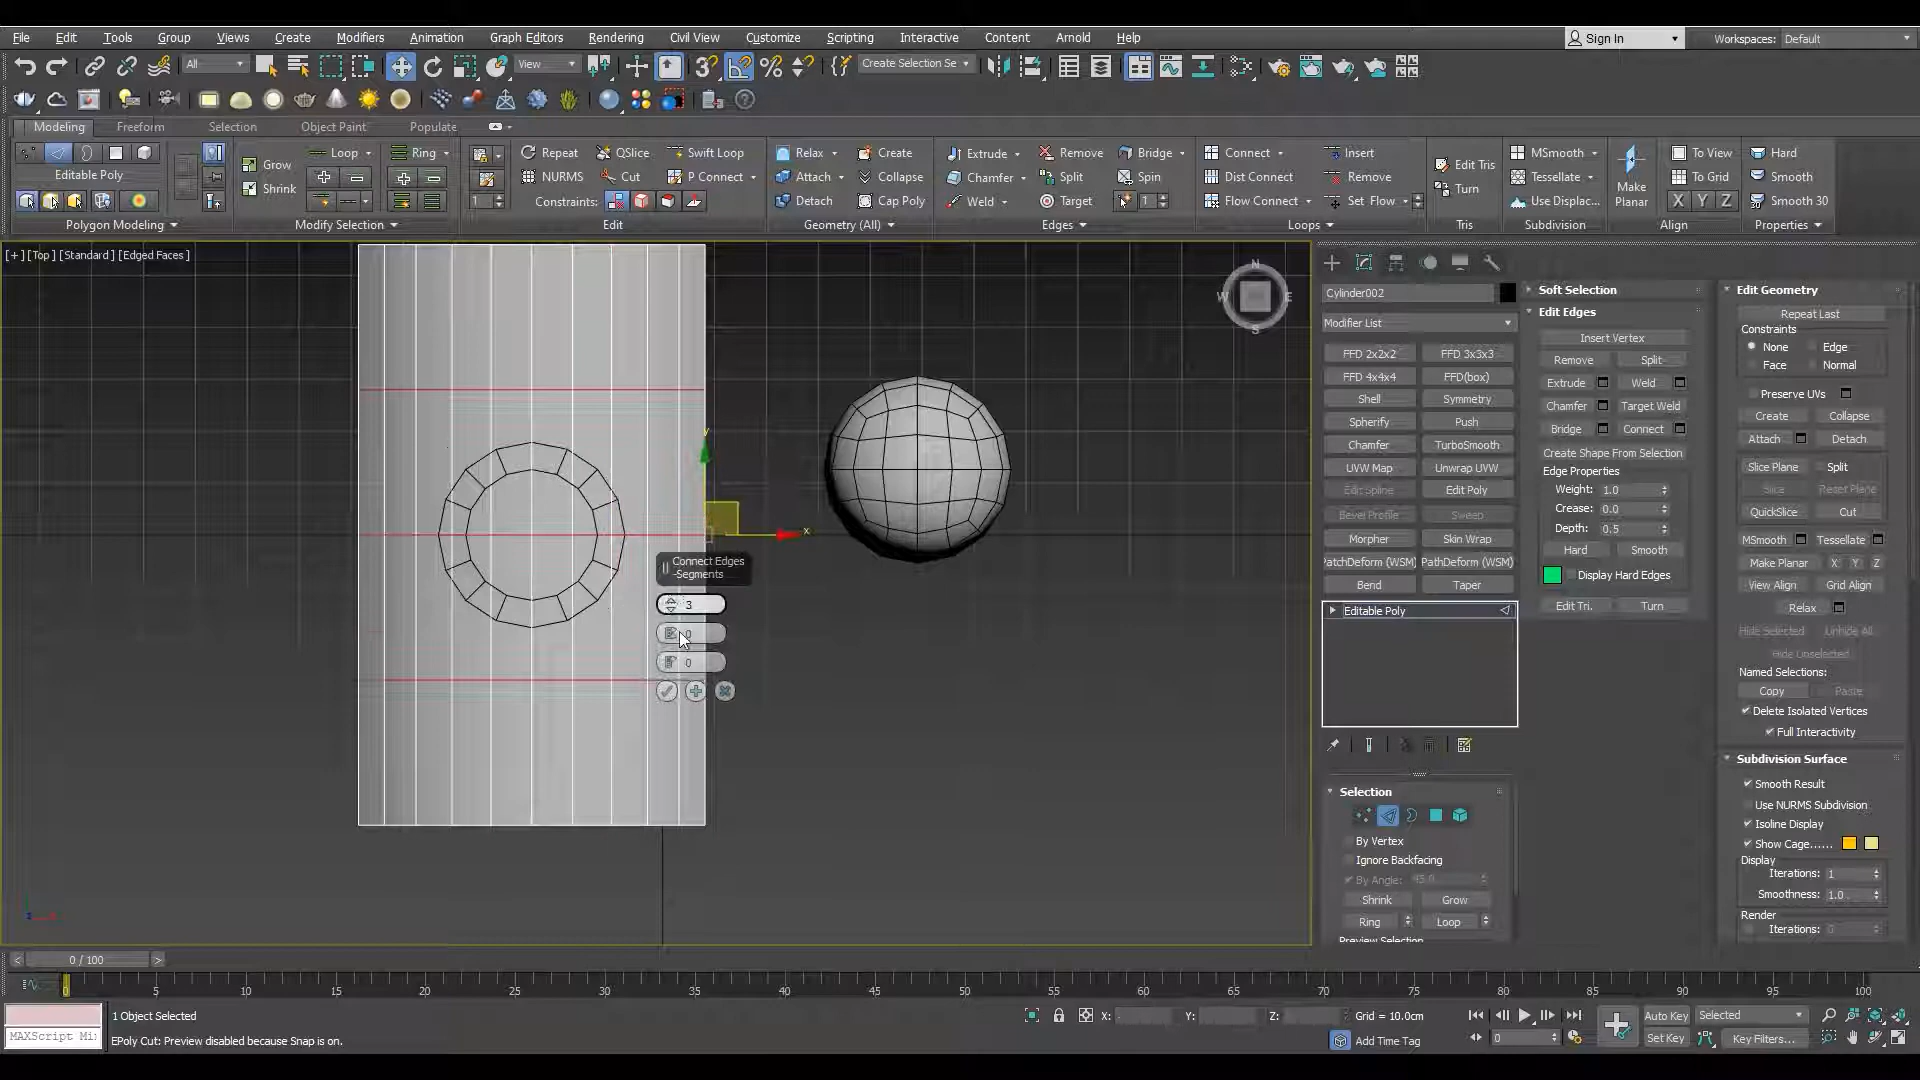 File Edit Tools Group Views Create Modifiers Animation Graph Editors Rendering Civil View Customize Scripting Interactive Content Arnold Help Sign In Workspaces: Default
All View Create Selection Se
Modeling Freeform Selection Object Paint Populate
Loop Ring Repeat QSlice Swift Loop Relax Create Extrude Remove Bridge Connect Insert MSmooth To View Hard
Grow Edit Tris
Editable Poly NURMS Cut P Connect Attach Collapse Chamfer Split Spin Dist Connect Remove Tessellate Make Planar To Grid Smooth
Shrink Turn
1 Constraints: Detach Cap Poly Weld Target 1 Flow Connect Set Flow Use Displac... X Y Z Smooth 30
Polygon Modeling Modify Selection Edit Geometry (All) Edges Loops Tris Subdivision Align Properties
[+] [Top] [Standard] [Edged Faces]
N
W E
S
y
x
Connect Edges
-Segments
3
0
0
Cylinder002
Modifier List
FFD 2x2x2 FFD 3x3x3
FFD 4x4x4 FFD(box)
Shell Symmetry
Spherify Push
Chamfer TurboSmooth
UVW Map Unwrap UVW
Edit Spline Edit Poly
Bevel Profile Sweep
Morpher Skin Wrap
PatchDeform (WSM) PathDeform (WSM)
Bend Taper
Editable Poly
Selection
By Vertex
Ignore Backfacing
By Angle: 45.0
Shrink Grow
Ring Loop
Preview Selection
Soft Selection
Edit Edges
Insert Vertex
Remove Split
Extrude Weld
Chamfer Target Weld
Bridge Connect
Create Shape From Selection
Edge Properties
Weight: 1.0
Crease: 0.0
Depth: 0.5
Hard Smooth
Display Hard Edges
Edit Tri. Turn
Edit Geometry
Repeat Last
Constraints
None Edge
Face Normal
Preserve UVs
Create Collapse
Attach Detach
Slice Plane Split
Slice Reset Plane
QuickSlice Cut
MSmooth Tessellate
Make Planar X Y Z
View Align Grid Align
Relax
Hide Selected Unhide All
Hide Unselected
Named Selections:
Copy Paste
Delete Isolated Vertices
Full Interactivity
Subdivision Surface
Smooth Result
Use NURMS Subdivision
Isoline Display
Show Cage......
Display
Iterations: 1
Smoothness: 1.0
Render
Iterations: 0
< 0 / 100 >
0 5 10 15 20 25 30 35 40 45 50 55 60 65 70 75 80 85 90 95 100
1 Object Selected X: Y: Z: Grid = 10.0cm Auto Key Selected
MAXScript Mi EPoly Cut: Preview disabled because Snap is on. Add Time Tag 0 Set Key Key Filters...